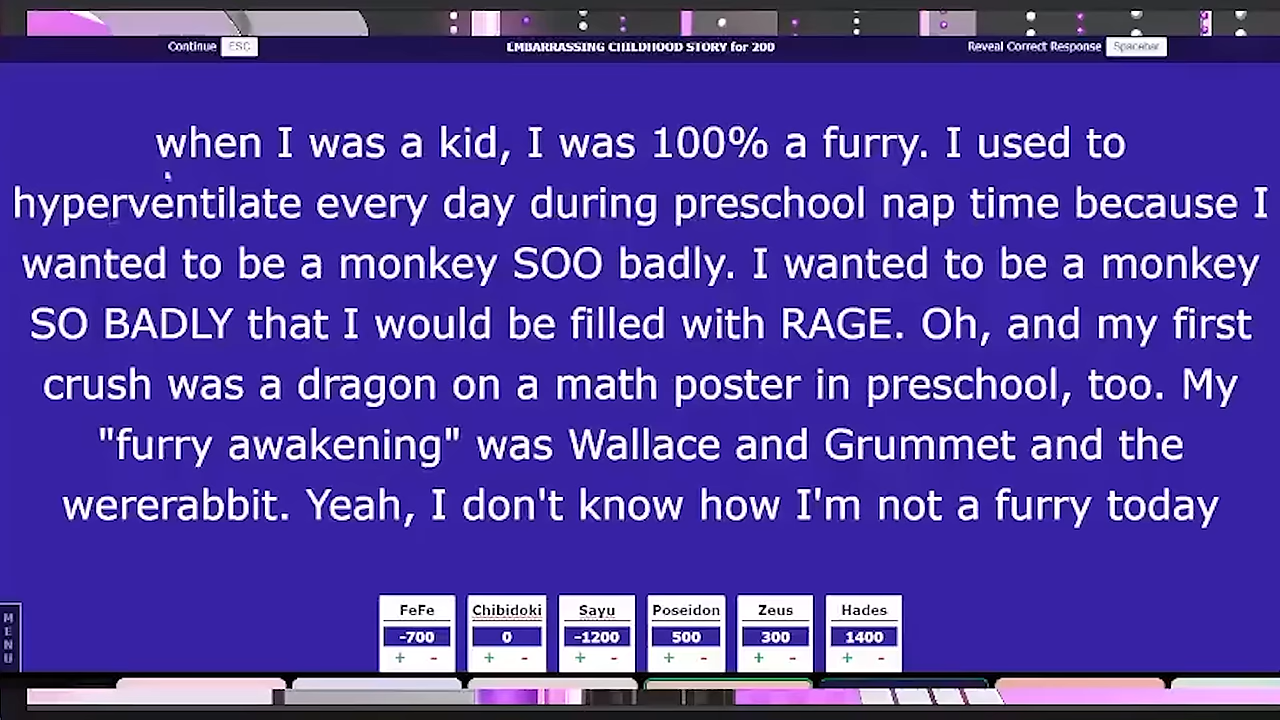 Continue ESC EMBARRASSING CHILDHOOD STORY for 200 Reveal Correct Response Spacebar
when I was a kid, I was 100% a furry. I used to
hyperventilate every day during preschool nap time because I
wanted to be a monkey SOO badly. I wanted to be a monkey
SO BADLY that I would be filled with RAGE. Oh, and my first
crush was a dragon on a math poster in preschool, too. My
"furry awakening" was Wallace and Grummet and the
wererabbit. Yeah, I don't know how I'm not a furry today
MENU
FeFe Chibidoki Sayu Poseidon Zeus Hades
-700 0 -1200 500 300 1400
+ - + - + - + - + - + -